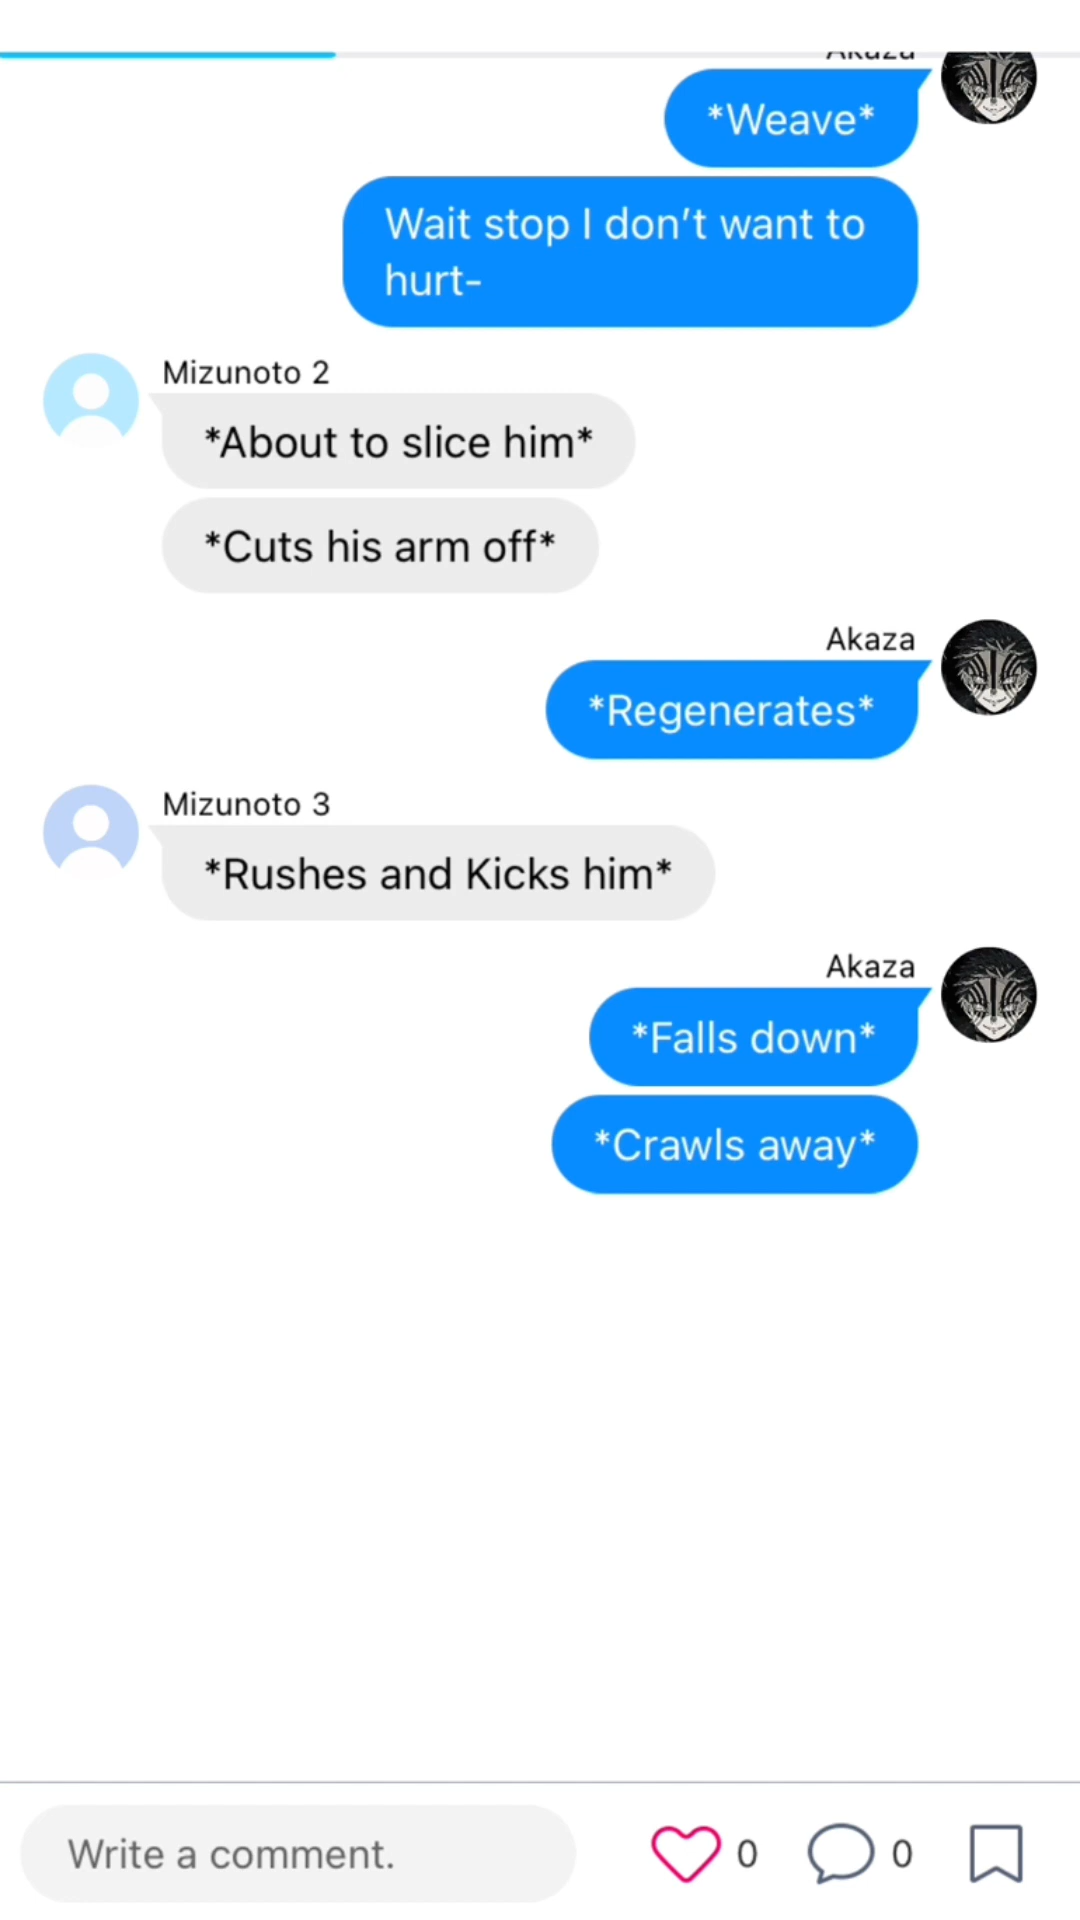 Akaza
*Weave*
Wait stop I don't want to
hurt-
Mizunoto 2
*About to slice him*
*Cuts his arm off*
Akaza
*Regenerates*
Mizunoto 3
*Rushes and Kicks him*
Akaza
*Falls down*
*Crawls away*
Write a comment.
0
0